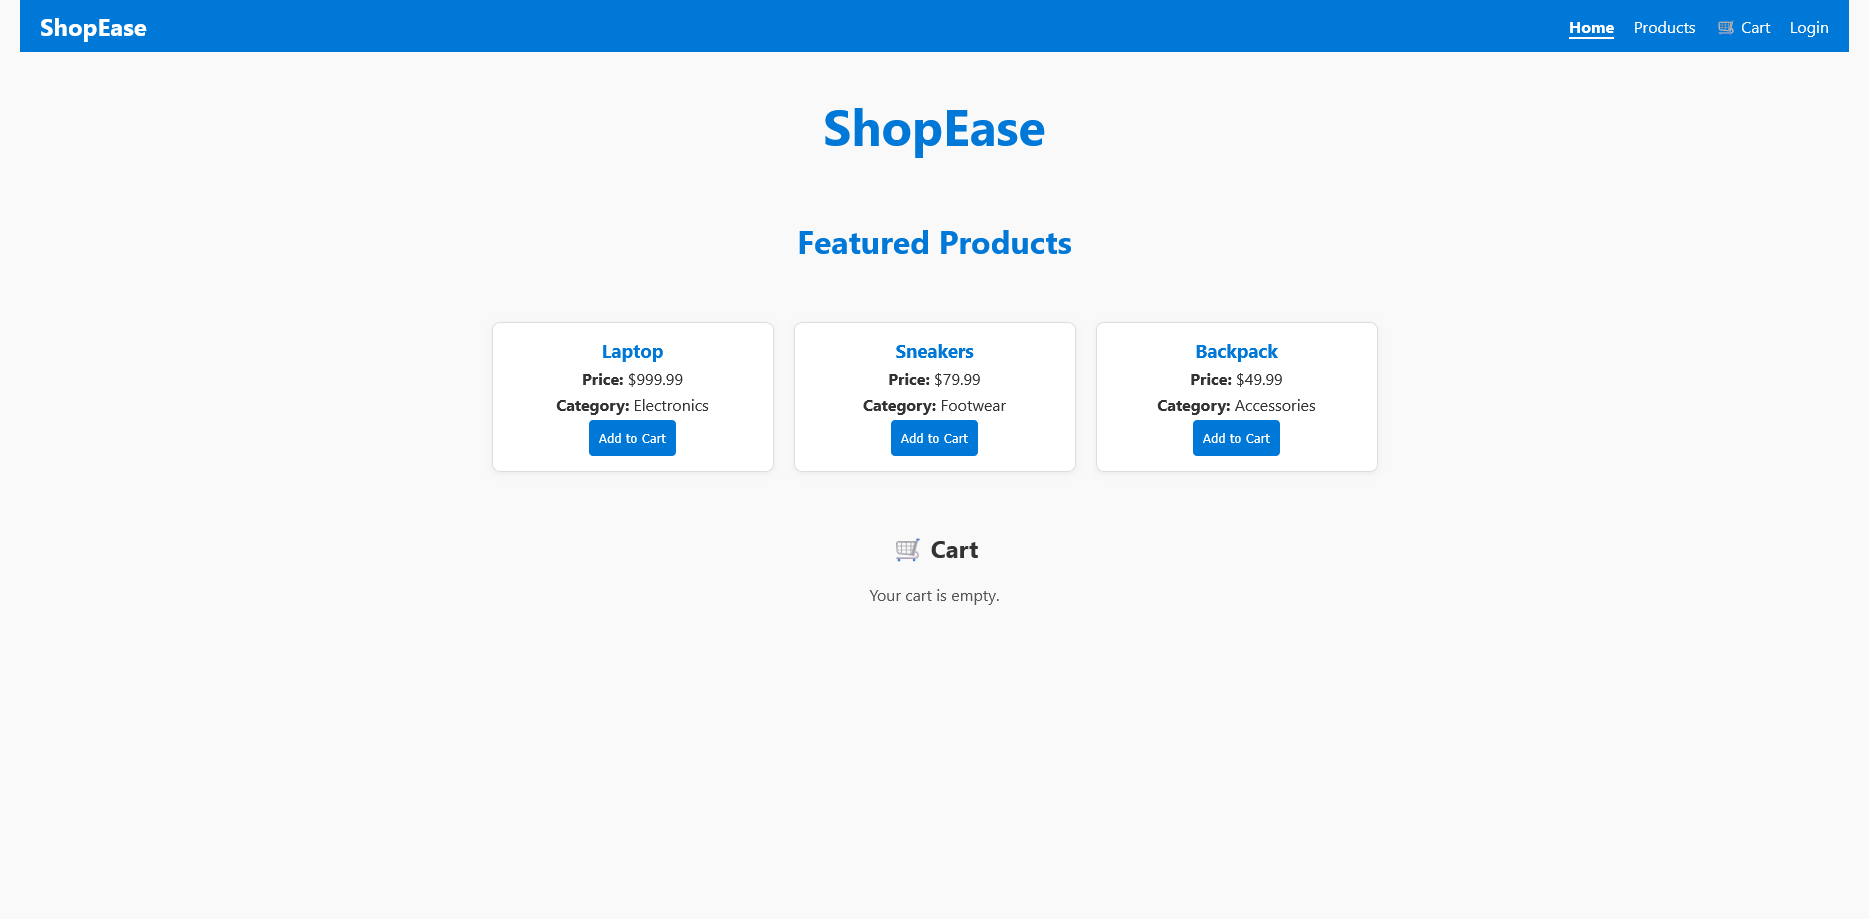 ShopEase
Home Products 🛒 Cart Login
ShopEase
Featured Products
Laptop
Price: $999.99
Category: Electronics
Add to Cart
Sneakers
Price: $79.99
Category: Footwear
Add to Cart
Backpack
Price: $49.99
Category: Accessories
Add to Cart
🛒 Cart
Your cart is empty.